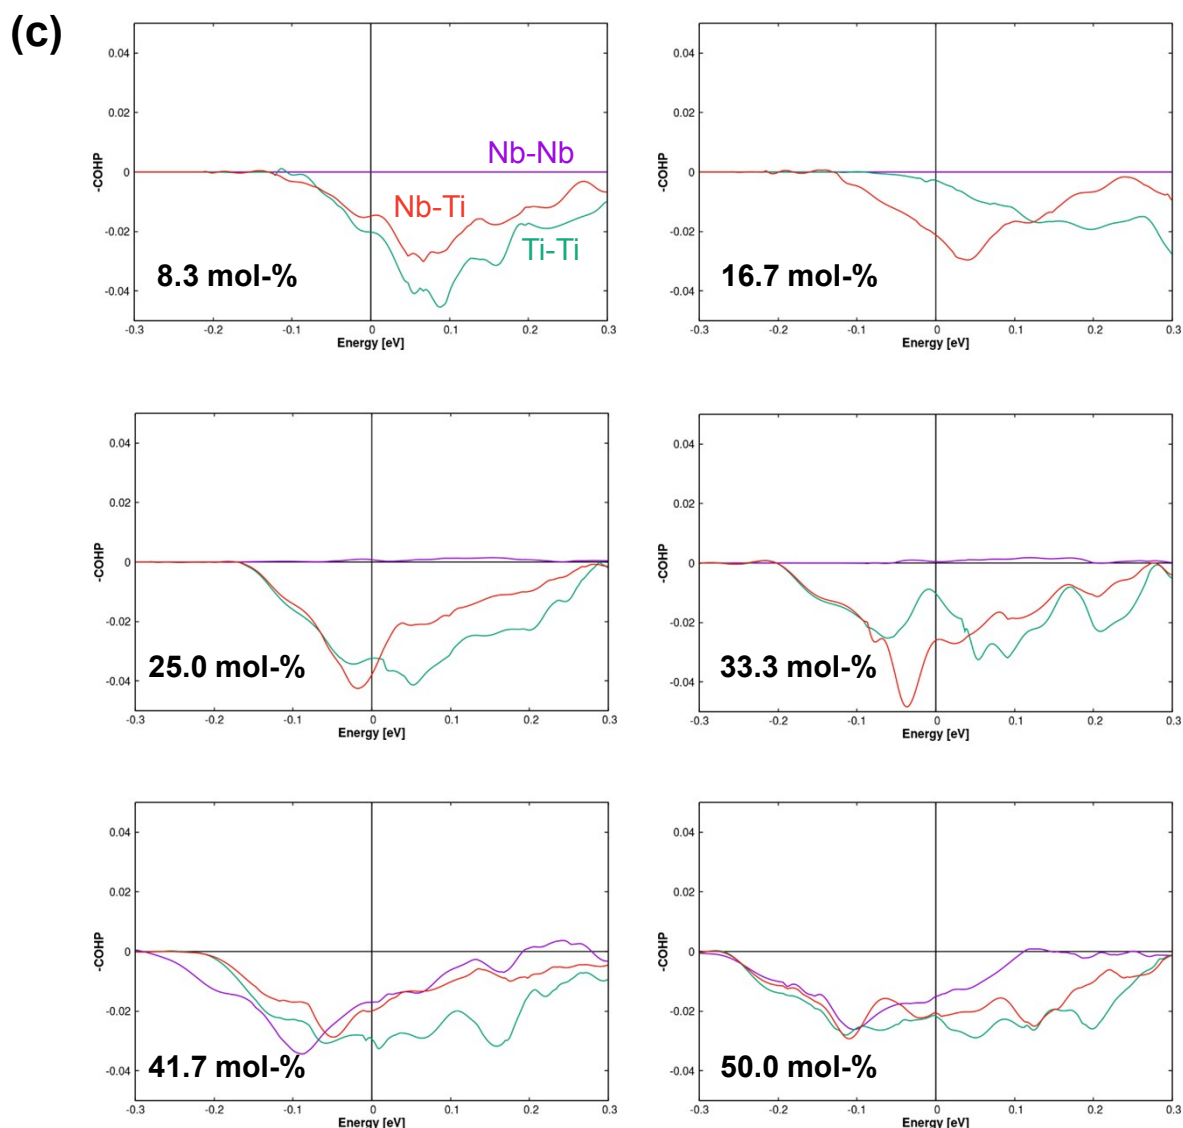 (c)
0.04
0.02
0
-0.02
-0.04
-COHP
Nb-Nb
Nb-Ti
Ti-Ti
8.3 mol-%
-0.3 -0.2 -0.1 0 0.1 0.2 0.3
Energy [eV]
0.04
0.02
0
-0.02
-0.04
-COHP
16.7 mol-%
-0.3 -0.2 -0.1 0 0.1 0.2 0.3
Energy [eV]
0.04
0.02
0
-0.02
-0.04
-COHP
25.0 mol-%
-0.3 -0.2 -0.1 0 0.1 0.2 0.3
Energy [eV]
0.04
0.02
0
-0.02
-0.04
-COHP
33.3 mol-%
-0.3 -0.2 -0.1 0 0.1 0.2 0.3
Energy [eV]
0.04
0.02
0
-0.02
-0.04
-COHP
41.7 mol-%
-0.3 -0.2 -0.1 0 0.1 0.2 0.3
Energy [eV]
0.04
0.02
0
-0.02
-0.04
-COHP
50.0 mol-%
-0.3 -0.2 -0.1 0 0.1 0.2 0.3
Energy [eV]